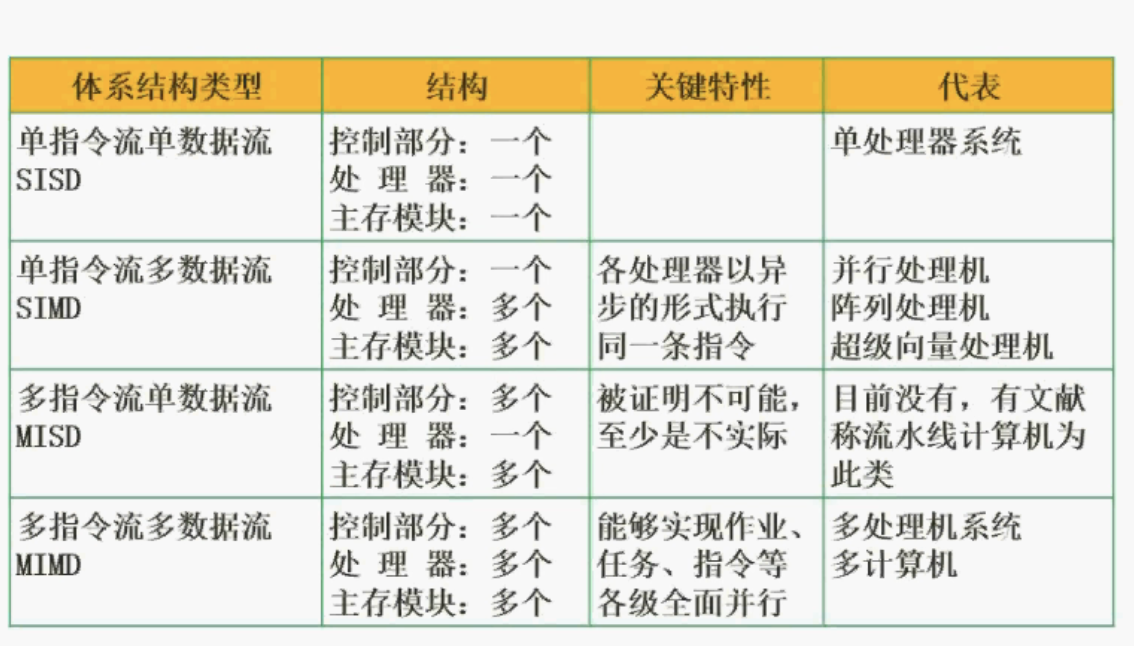 体系结构类型 结构 关键特性 代表
单指令流单数据流
SISD
控制部分：一个
处 理 器：一个
主存模块：一个
单处理器系统
单指令流多数据流
SIMD
控制部分：一个
处 理 器：多个
主存模块：多个
各处理器以异
步的形式执行
同一条指令
并行处理机
阵列处理机
超级向量处理机
多指令流单数据流
MISD
控制部分：多个
处 理 器：一个
主存模块：多个
被证明不可能，
至少是不实际
目前没有，有文献
称流水线计算机为
此类
多指令流多数据流
MIMD
控制部分：多个
处 理 器：多个
主存模块：多个
能够实现作业、
任务、指令等
各级全面并行
多处理机系统
多计算机